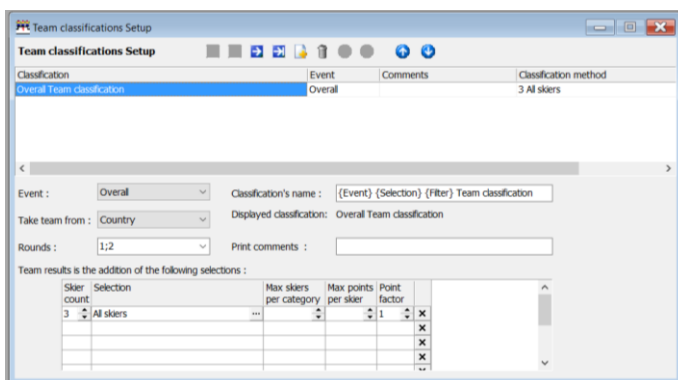 Team classifications Setup
Team classifications Setup
Classification Event Comments Classification method
Overall Team classification Overall 3 All skiers
Event : Overall Classification's name : {Event} {Selection} {Filter} Team classification
Take team from : Country Displayed classification: Overall Team classification
Rounds : 1;2 Print comments :
Team results is the addition of the following selections :
Skier Selection Max skiers Max points Point
count per category per skier factor
3 All skiers ... 1